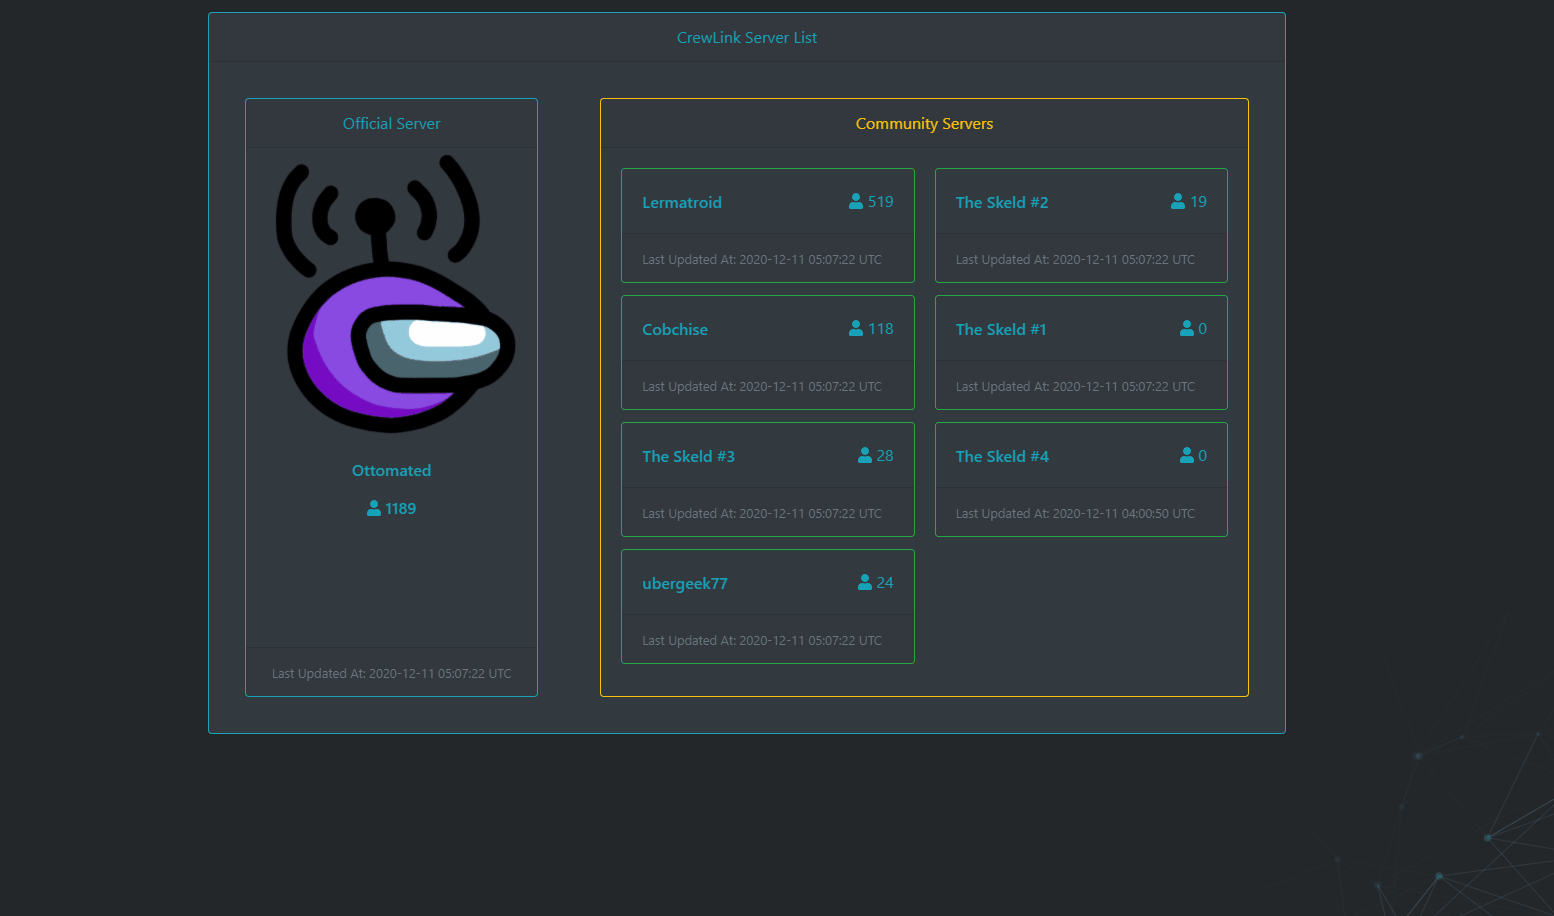 CrewLink Server List
Official Server
Ottomated
1189
Last Updated At: 2020-12-11 05:07:22 UTC
Community Servers
Lermatroid 519
Last Updated At: 2020-12-11 05:07:22 UTC
The Skeld #2 19
Last Updated At: 2020-12-11 05:07:22 UTC
Cobchise 118
Last Updated At: 2020-12-11 05:07:22 UTC
The Skeld #1 0
Last Updated At: 2020-12-11 05:07:22 UTC
The Skeld #3 28
Last Updated At: 2020-12-11 05:07:22 UTC
The Skeld #4 0
Last Updated At: 2020-12-11 04:00:50 UTC
ubergeek77 24
Last Updated At: 2020-12-11 05:07:22 UTC